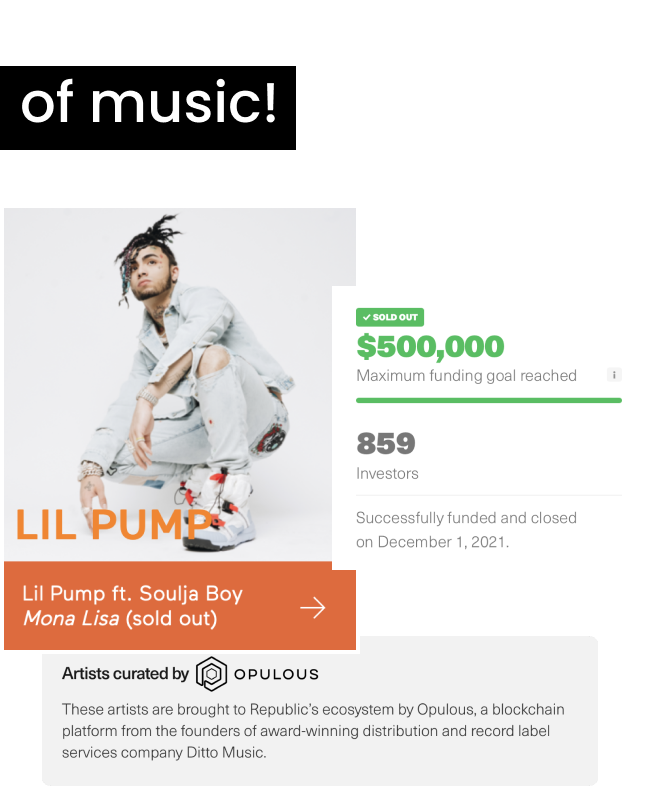 of music!
LIL PUMP
Lil Pump ft. Soulja Boy
Mona Lisa (sold out)
SOLD OUT
$500,000
Maximum funding goal reached
i
859
Investors
Successfully funded and closed
on December 1, 2021.
Artists curated by OPULOUS
These artists are brought to Republic’s ecosystem by Opulous, a blockchain
platform from the founders of award-winning distribution and record label
services company Ditto Music.